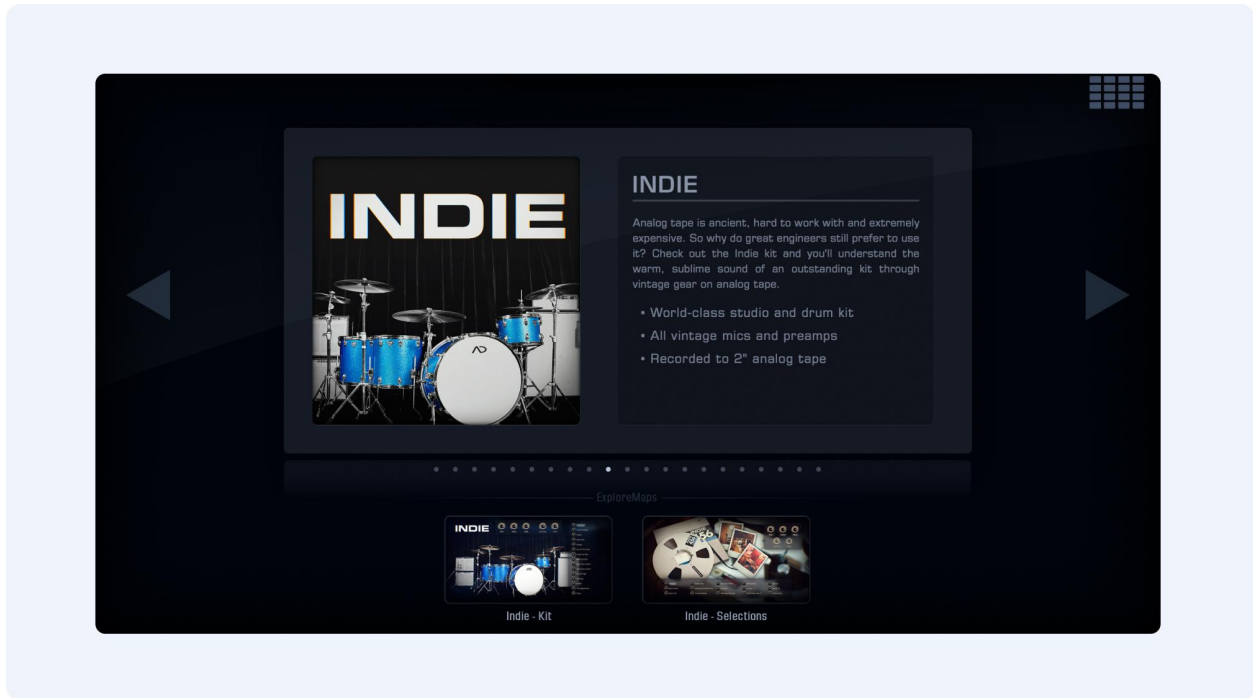 INDIE
INDIE
Analog tape is ancient, hard to work with and extremely
expensive. So why do great engineers still prefer to use
it? Check out the Indie kit and you'll understand the
warm, sublime sound of an outstanding kit through
vintage gear on analog tape.
• World-class studio and drum kit
• All vintage mics and preamps
• Recorded to 2" analog tape
ExploreMaps
INDIE
Indie - Kit
Indie - Selections